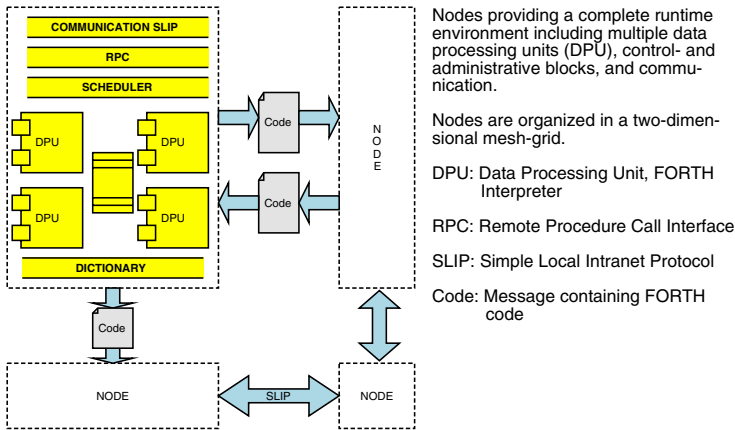 COMMUNICATION SLIP
RPC
SCHEDULER
DPU
DPU
DPU
DPU
DICTIONARY
Code
Code
N
O
D
E
Code
NODE
SLIP
NODE
Nodes providing a complete runtime
environment including multiple data
processing units (DPU), control- and
administrative blocks, and commu-
nication.
Nodes are organized in a two-dimen-
sional mesh-grid.
DPU: Data Processing Unit, FORTH
Interpreter
RPC: Remote Procedure Call Interface
SLIP: Simple Local Intranet Protocol
Code: Message containing FORTH
code